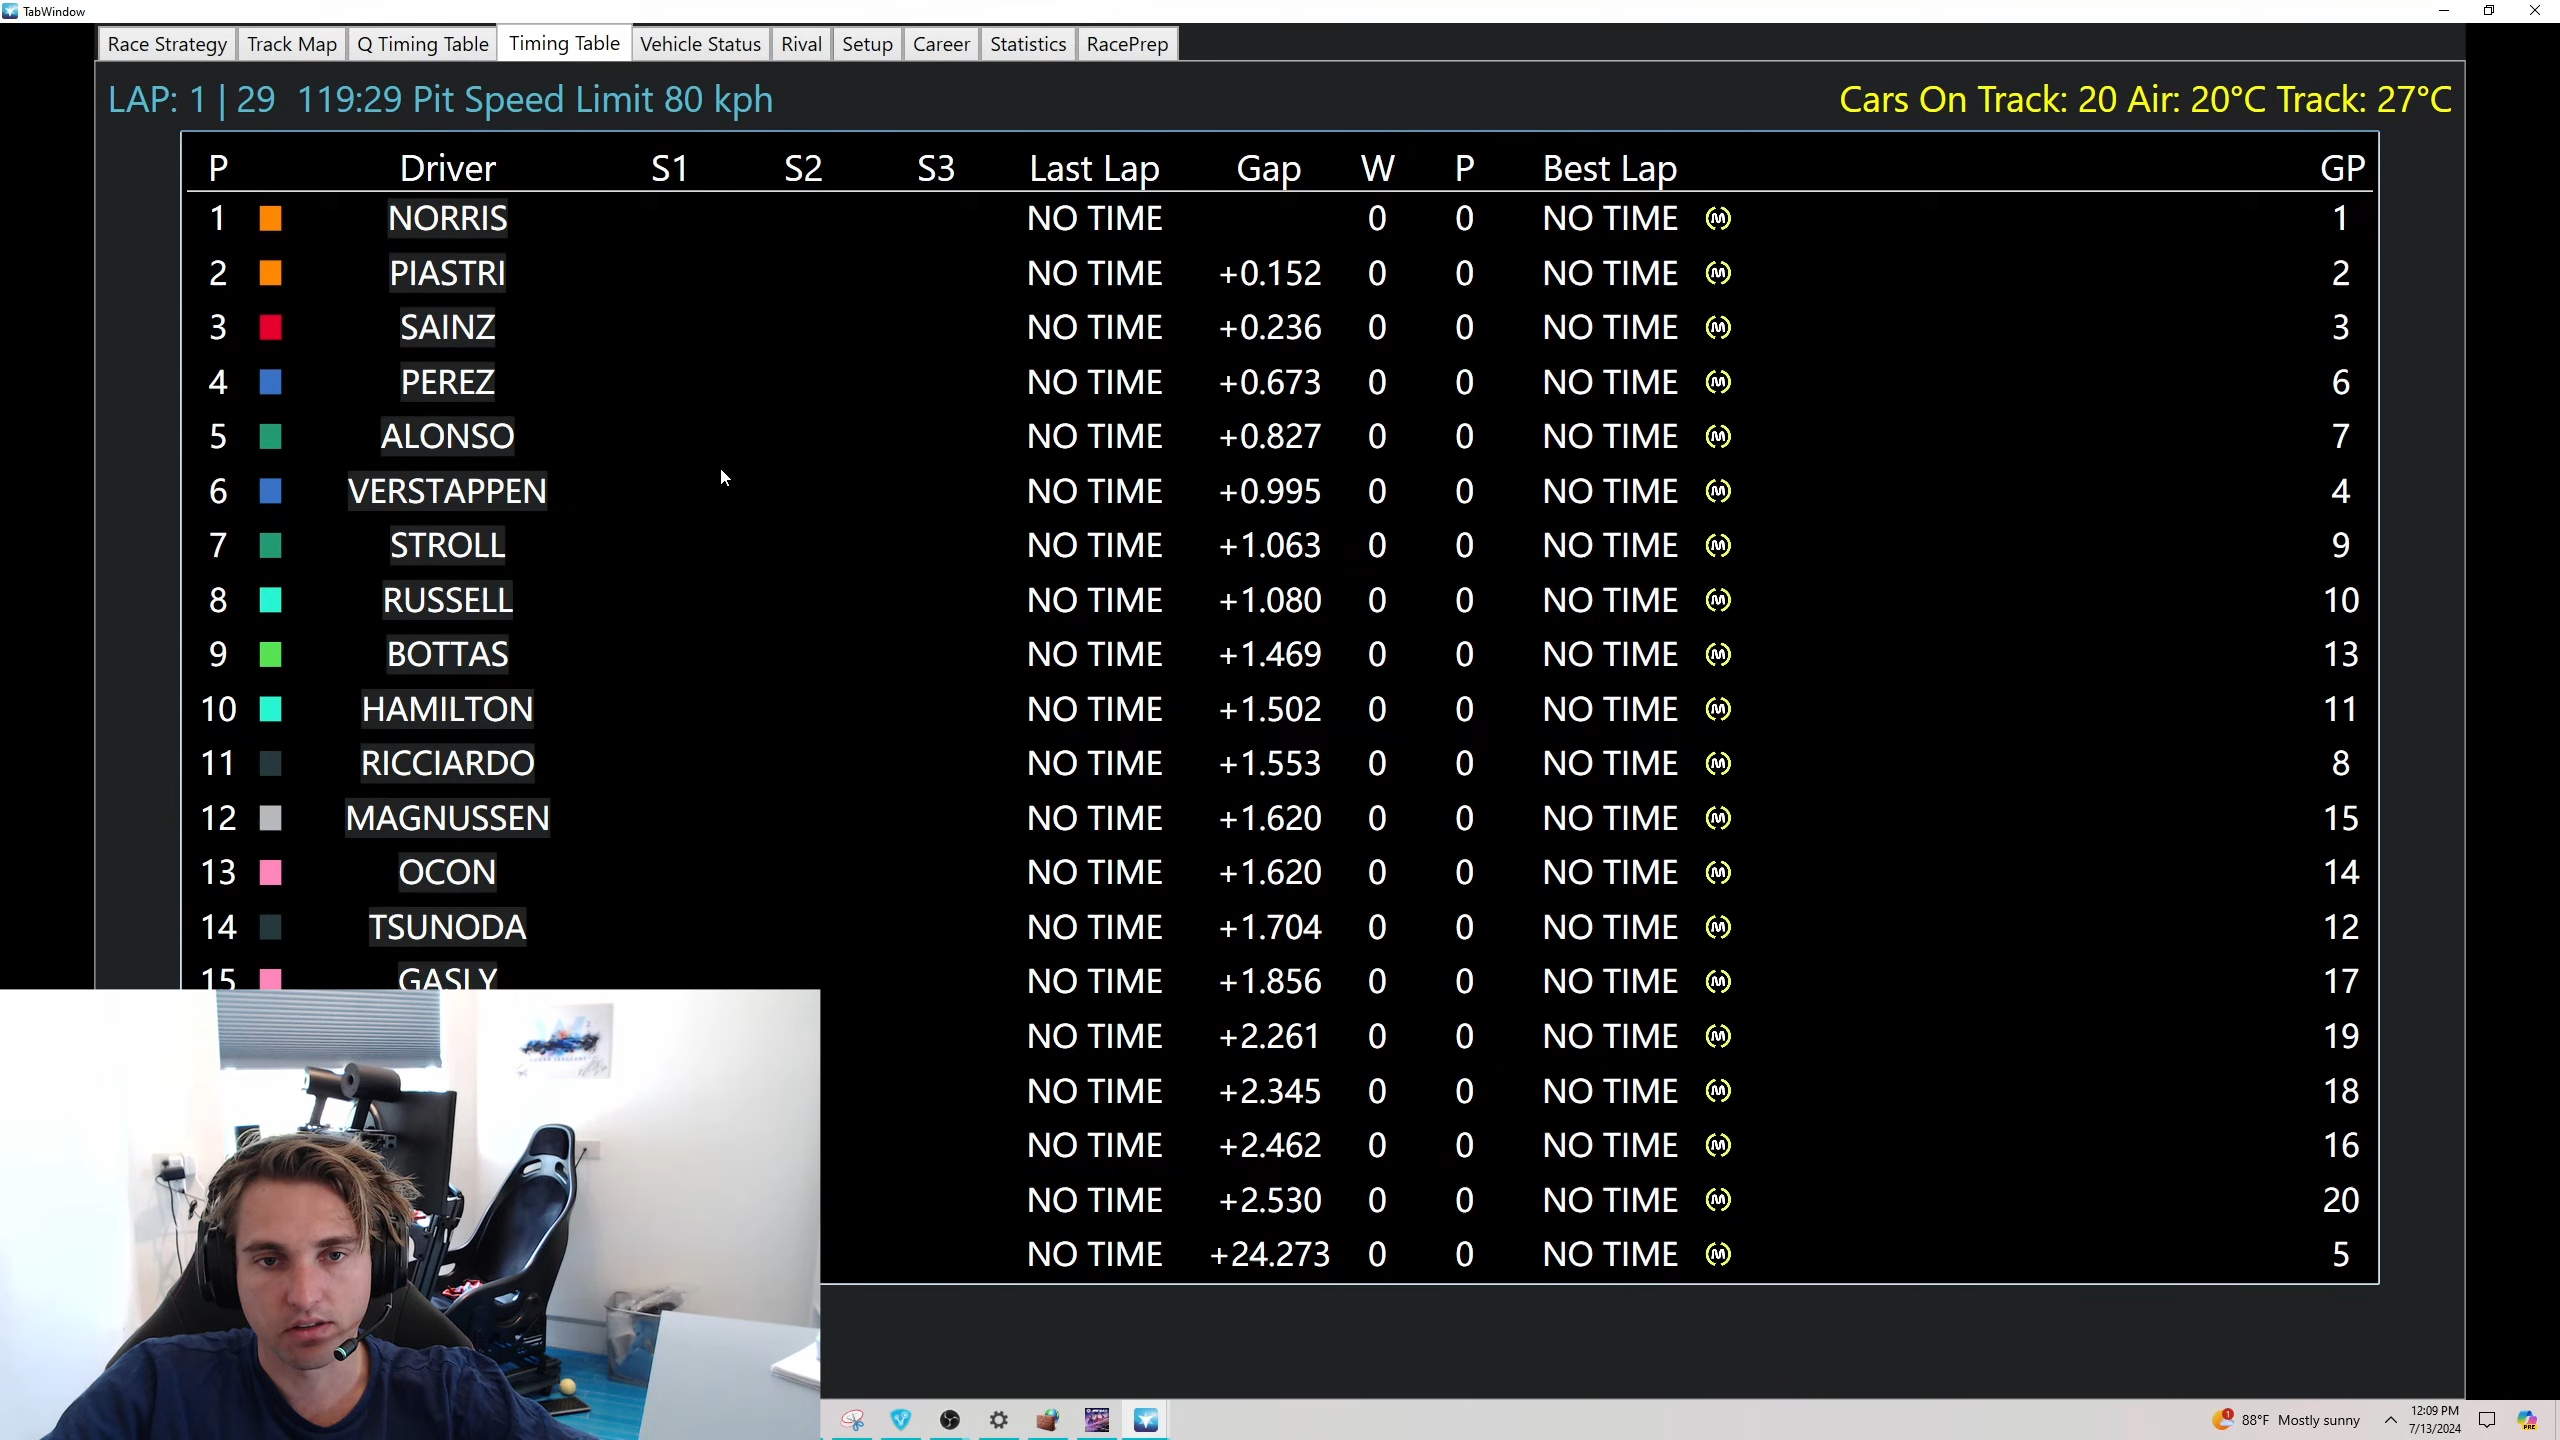 TabWindow
Race Strategy Track Map Q Timing Table Timing Table Vehicle Status Rival Setup Career Statistics RacePrep
LAP: 1 | 29 119:29 Pit Speed Limit 80 kph Cars On Track: 20 Air: 20°C Track: 27°C
P Driver S1 S2 S3 Last Lap Gap W P Best Lap GP
1 NORRIS NO TIME 0 0 NO TIME M 1
2 PIASTRI NO TIME +0.152 0 0 NO TIME M 2
3 SAINZ NO TIME +0.236 0 0 NO TIME M 3
4 PEREZ NO TIME +0.673 0 0 NO TIME M 6
5 ALONSO NO TIME +0.827 0 0 NO TIME M 7
6 VERSTAPPEN NO TIME +0.995 0 0 NO TIME M 4
7 STROLL NO TIME +1.063 0 0 NO TIME M 9
8 RUSSELL NO TIME +1.080 0 0 NO TIME M 10
9 BOTTAS NO TIME +1.469 0 0 NO TIME M 13
10 HAMILTON NO TIME +1.502 0 0 NO TIME M 11
11 RICCIARDO NO TIME +1.553 0 0 NO TIME M 8
12 MAGNUSSEN NO TIME +1.620 0 0 NO TIME M 15
13 OCON NO TIME +1.620 0 0 NO TIME M 14
14 TSUNODA NO TIME +1.704 0 0 NO TIME M 12
15 GASLY NO TIME +1.856 0 0 NO TIME M 17
NO TIME +2.261 0 0 NO TIME M 19
NO TIME +2.345 0 0 NO TIME M 18
NO TIME +2.462 0 0 NO TIME M 16
NO TIME +2.530 0 0 NO TIME M 20
NO TIME +24.273 0 0 NO TIME M 5
1 88°F Mostly sunny 12:09 PM
7/13/2024
PRE